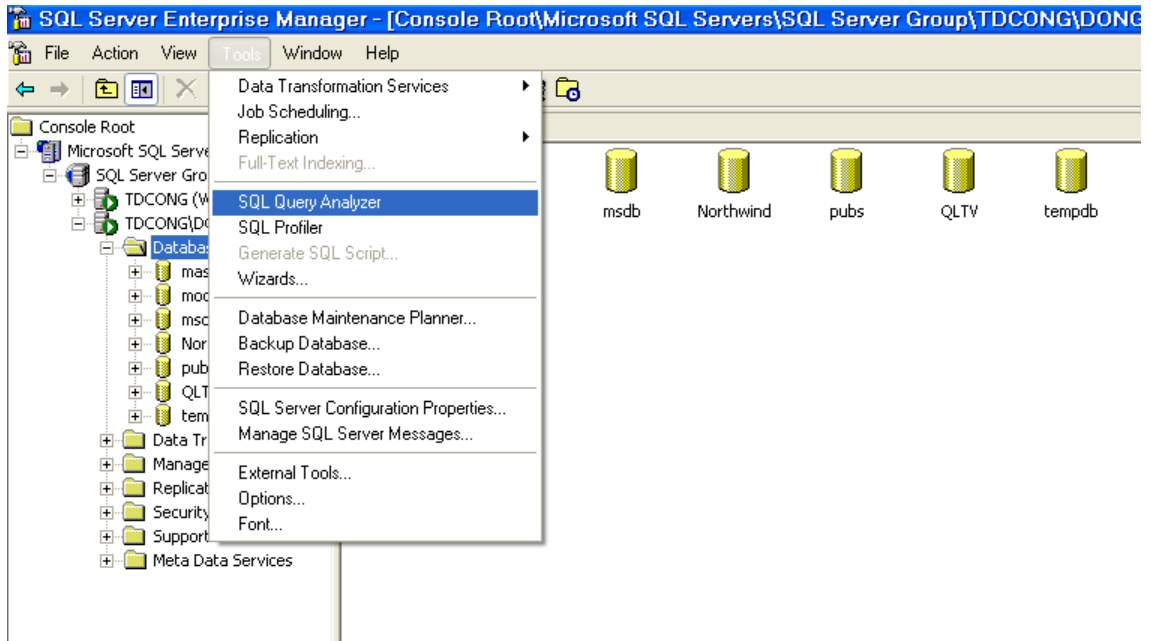 SQL Server Enterprise Manager - [Console Root\Microsoft SQL Servers\SQL Server Group\TDCONG\DONG
File Action View Tools Window Help
Console Root
Microsoft SQL Serve
SQL Server Gro
TDCONG (W
TDCONG\DO
Databas
mas
mod
msd
Nor
pub
QLT
tem
Data Tr
Manage
Replicat
Security
Support
Meta Data Services
Data Transformation Services
Job Scheduling...
Replication
Full-Text Indexing...
SQL Query Analyzer
SQL Profiler
Generate SQL Script...
Wizards...
Database Maintenance Planner...
Backup Database...
Restore Database...
SQL Server Configuration Properties...
Manage SQL Server Messages...
External Tools...
Options...
Font...
msdb Northwind pubs QLTV tempdb